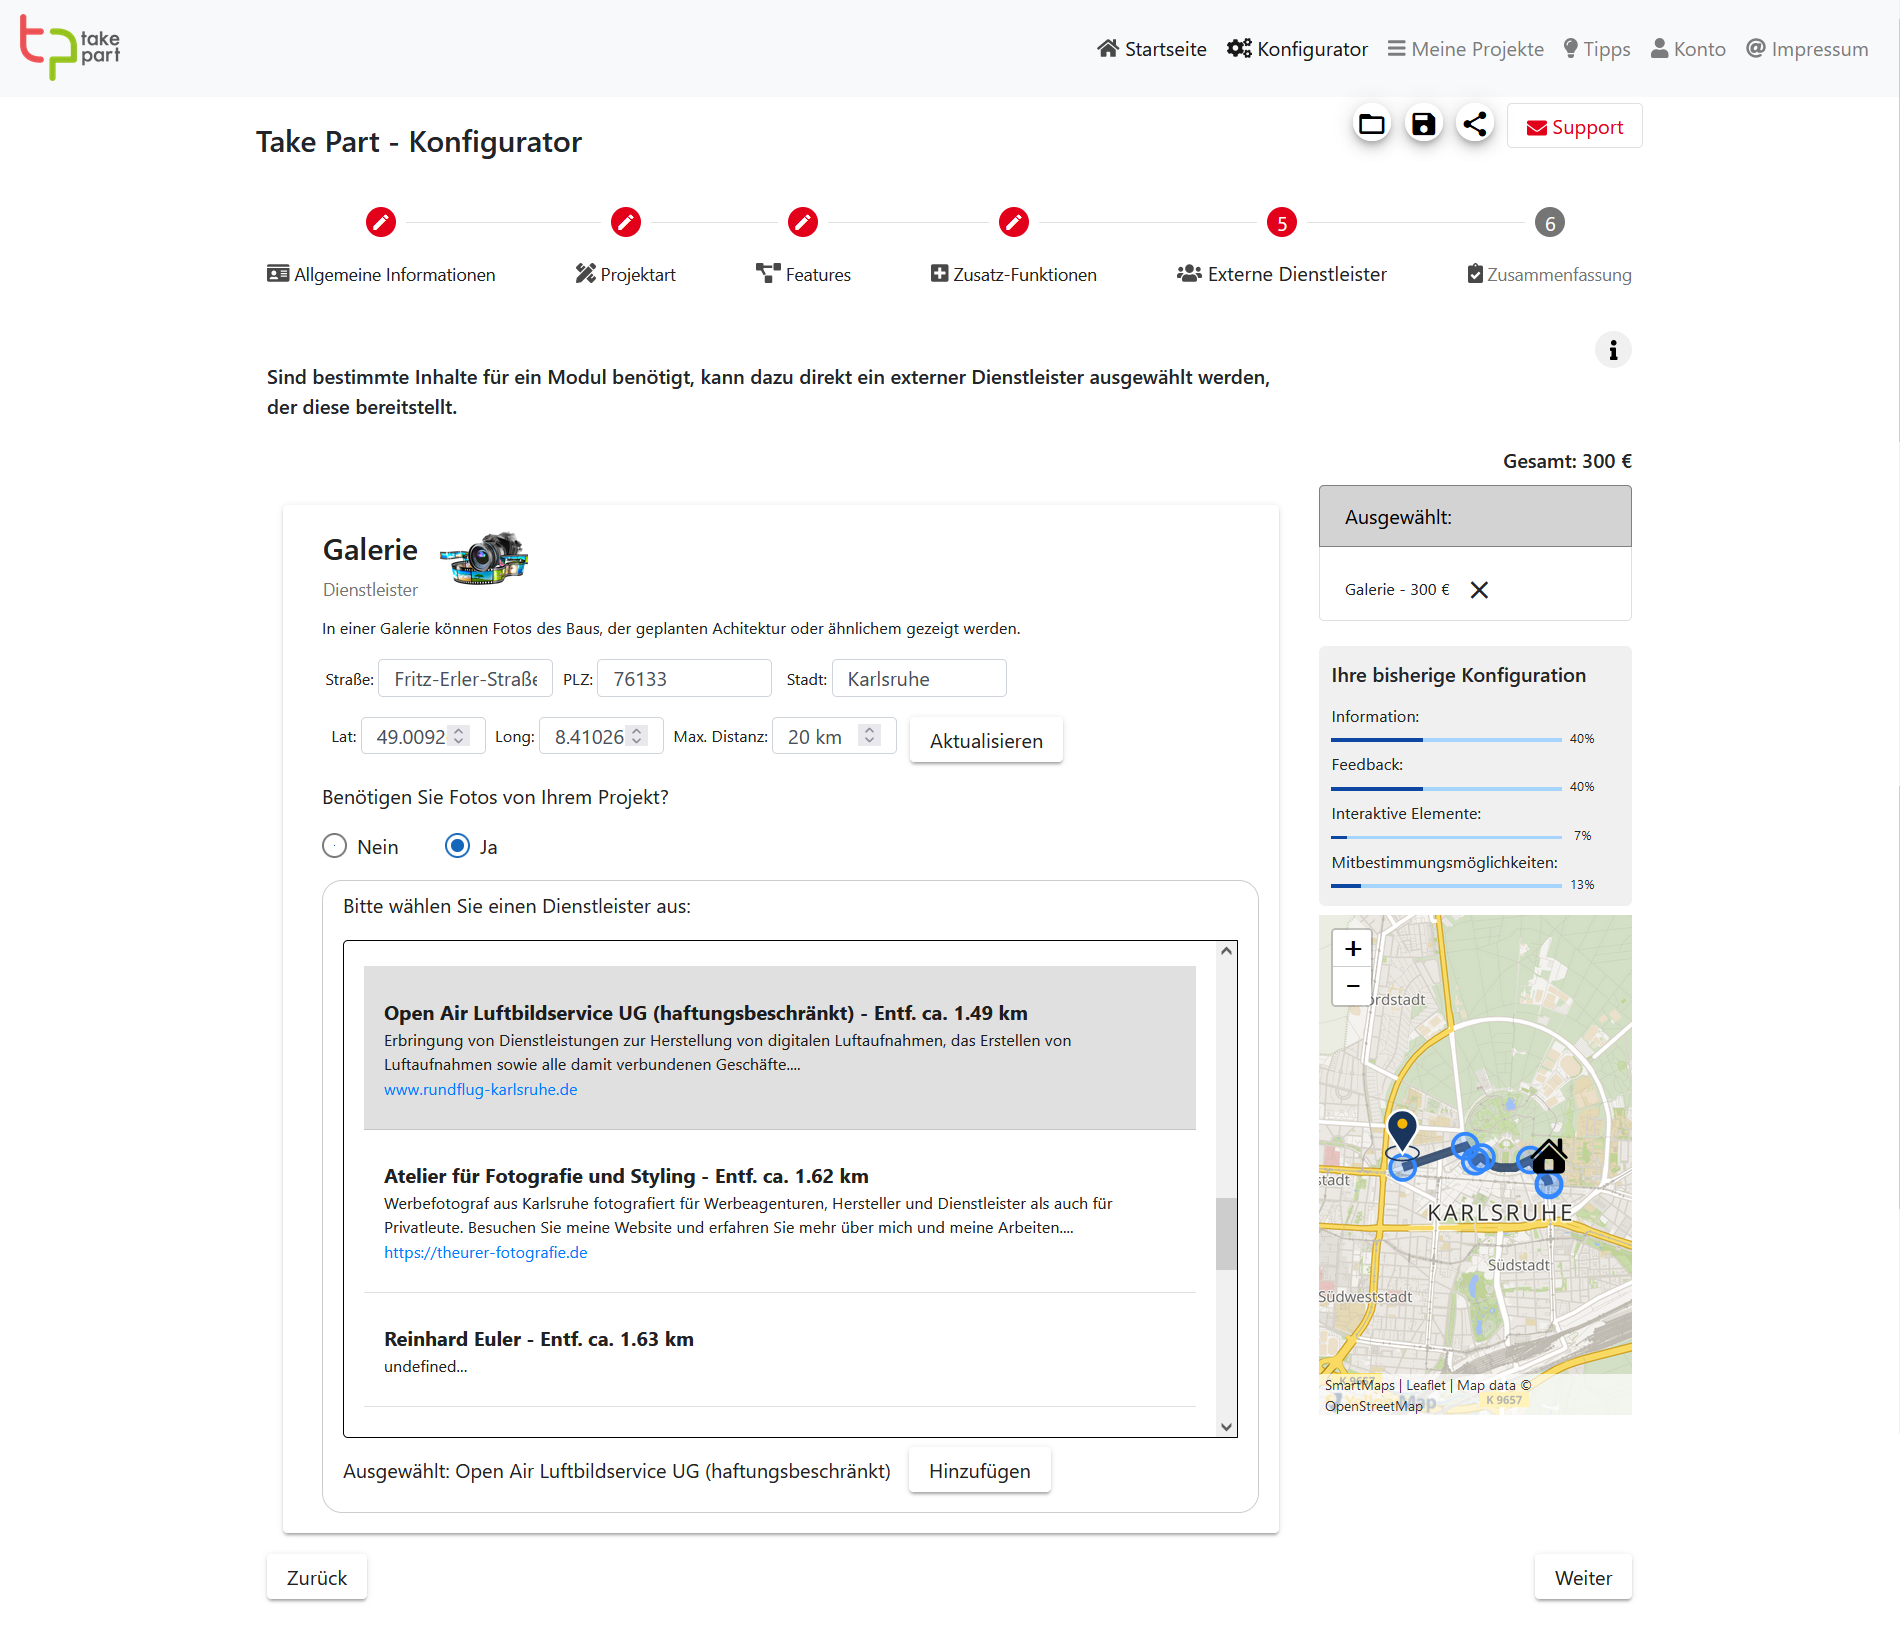 take part
Startseite Konfigurator Meine Projekte Tipps Konto Impressum
Take Part - Konfigurator
Support
5 6
Allgemeine Informationen Projektart Features Zusatz-Funktionen Externe Dienstleister Zusammenfassung
Sind bestimmte Inhalte für ein Modul benötigt, kann dazu direkt ein externer Dienstleister ausgewählt werden,
der diese bereitstellt.
Gesamt: 300 €
Ausgewählt:
Galerie - 300 €
Galerie
Dienstleister
In einer Galerie können Fotos des Baus, der geplanten Achitektur oder ähnlichem gezeigt werden.
Straße: Fritz-Erler-Straße PLZ: 76133 Stadt: Karlsruhe
Lat: 49.0092 Long: 8.41026 Max. Distanz: 20 km Aktualisieren
Benötigen Sie Fotos von Ihrem Projekt?
Nein Ja
Bitte wählen Sie einen Dienstleister aus:
Open Air Luftbildservice UG (haftungsbeschränkt) - Entf. ca. 1.49 km
Erbringung von Dienstleistungen zur Herstellung von digitalen Luftaufnahmen, das Erstellen von
Luftaufnahmen sowie alle damit verbundenen Geschäfte....
www.rundflug-karlsruhe.de
Atelier für Fotografie und Styling - Entf. ca. 1.62 km
Werbefotograf aus Karlsruhe fotografiert für Werbeagenturen, Hersteller und Dienstleister als auch für
Privatleute. Besuchen Sie meine Website und erfahren Sie mehr über mich und meine Arbeiten....
https://theurer-fotografie.de
Reinhard Euler - Entf. ca. 1.63 km
undefined...
Ausgewählt: Open Air Luftbildservice UG (haftungsbeschränkt) Hinzufügen
Ihre bisherige Konfiguration
Information:
40%
Feedback:
40%
Interaktive Elemente:
7%
Mitbestimmungsmöglichkeiten:
13%
+
−
rdstadt
stadt
KARLSRUHE
Südstadt
Südweststadt
K 9657
SmartMaps | Leaflet | Map data ©
OpenStreetMap
K 9657
Zurück Weiter